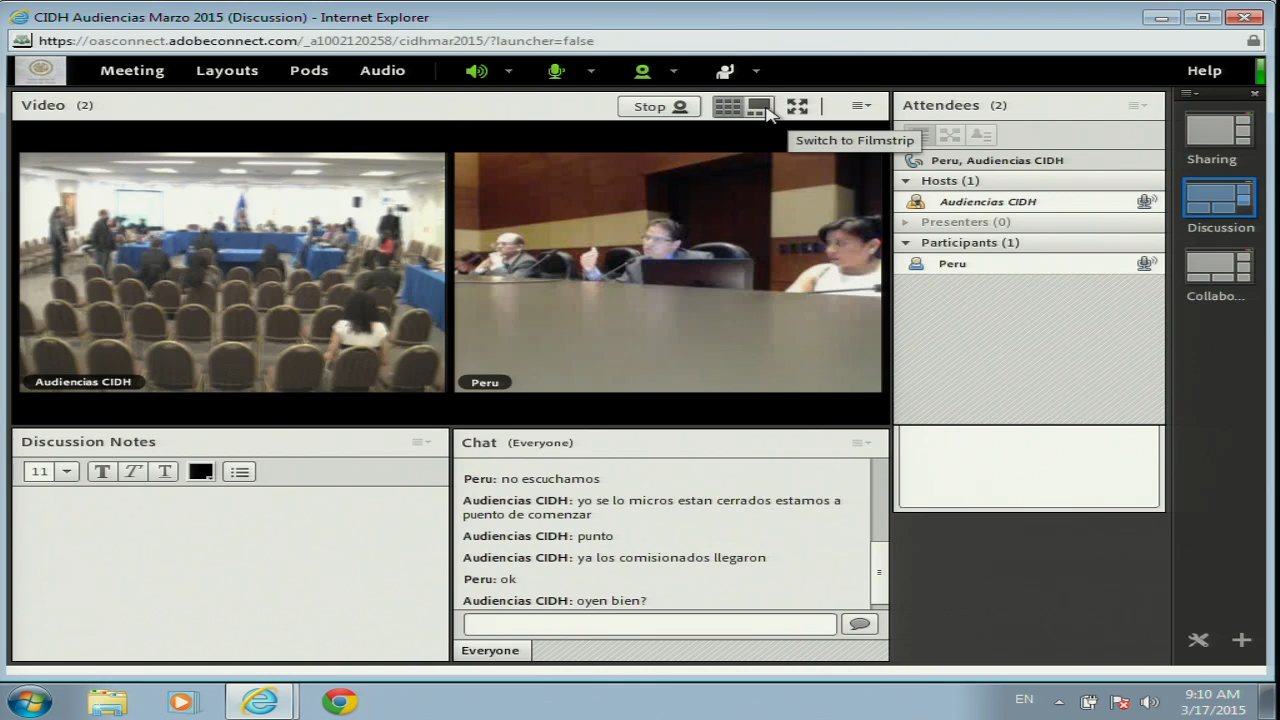 CIDH Audiencias Marzo 2015 (Discussion) - Internet Explorer
https://oasconnect.adobeconnect.com/_a1002120258/cidhmar2015/?launcher=false
Meeting Layouts Pods Audio Help
Video (2)
Stop
Switch to Filmstrip
Audiencias CIDH
Peru
Attendees (2)
Peru, Audiencias CIDH
Hosts (1)
Audiencias CIDH
Presenters (0)
Participants (1)
Peru
Sharing
Discussion
Collabo...
Discussion Notes
11 T T T
Chat (Everyone)
Peru: no escuchamos
Audiencias CIDH: yo se lo micros estan cerrados estamos a
puento de comenzar
Audiencias CIDH: punto
Audiencias CIDH: ya los comisionados llegaron
Peru: ok
Audiencias CIDH: oyen bien?
Everyone
EN
9:10 AM
3/17/2015